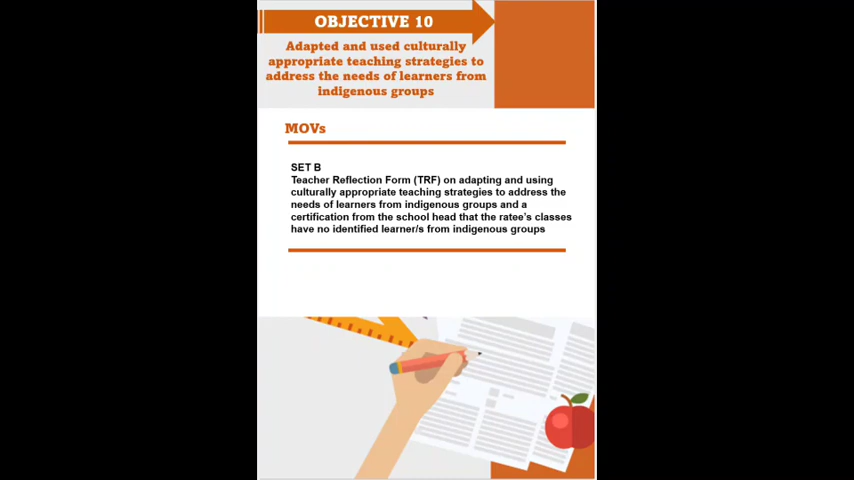 OBJECTIVE 10
Adapted and used culturally
appropriate teaching strategies to
address the needs of learners from
indigenous groups
MOVs
SET B
Teacher Reflection Form (TRF) on adapting and using
culturally appropriate teaching strategies to address the
needs of learners from indigenous groups and a
certification from the school head that the ratee's classes
have no identified learner/s from indigenous groups